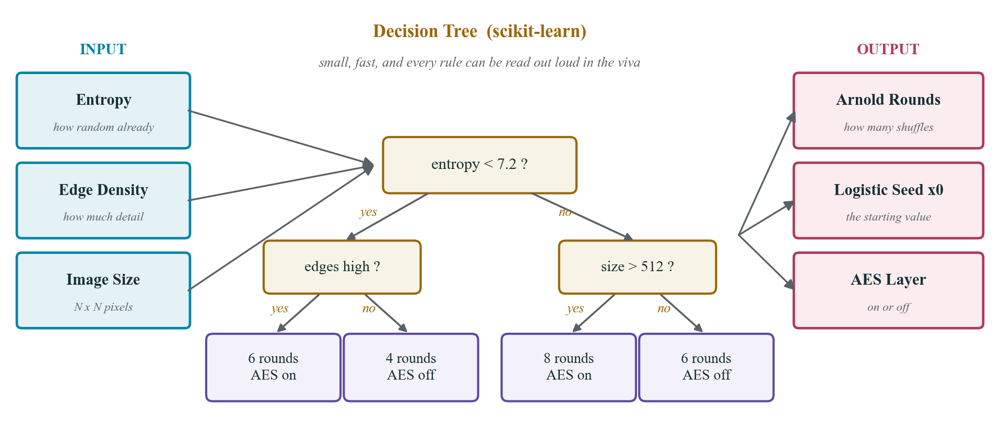 Decision Tree (scikit-learn)
small, fast, and every rule can be read out loud in the viva
INPUT
Entropy
how random already
Edge Density
how much detail
Image Size
N x N pixels
entropy < 7.2 ?
yes
no
edges high ?
size > 512 ?
yes
no
yes
no
6 rounds
AES on
4 rounds
AES off
8 rounds
AES on
6 rounds
AES off
OUTPUT
Arnold Rounds
how many shuffles
Logistic Seed x0
the starting value
AES Layer
on or off